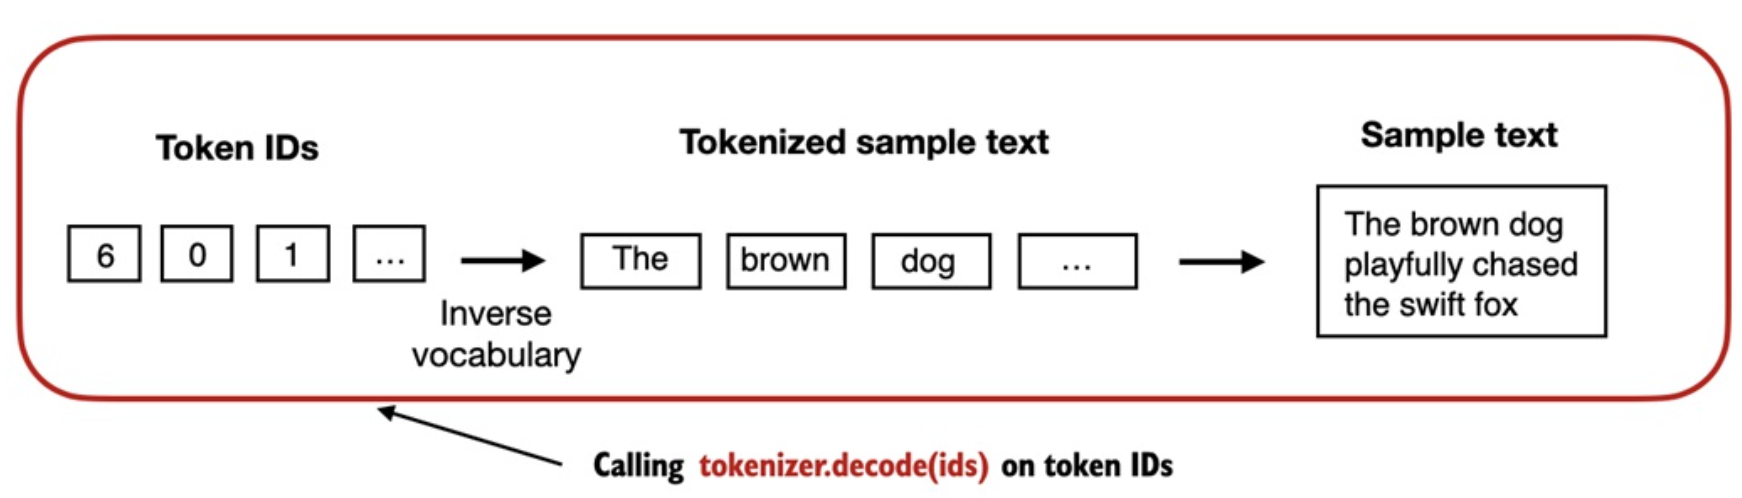 Token IDs
Tokenized sample text
Sample text
6 0 1 ...
Inverse
vocabulary
The brown dog ...
The brown dog
playfully chased
the swift fox
Calling tokenizer.decode(ids) on token IDs